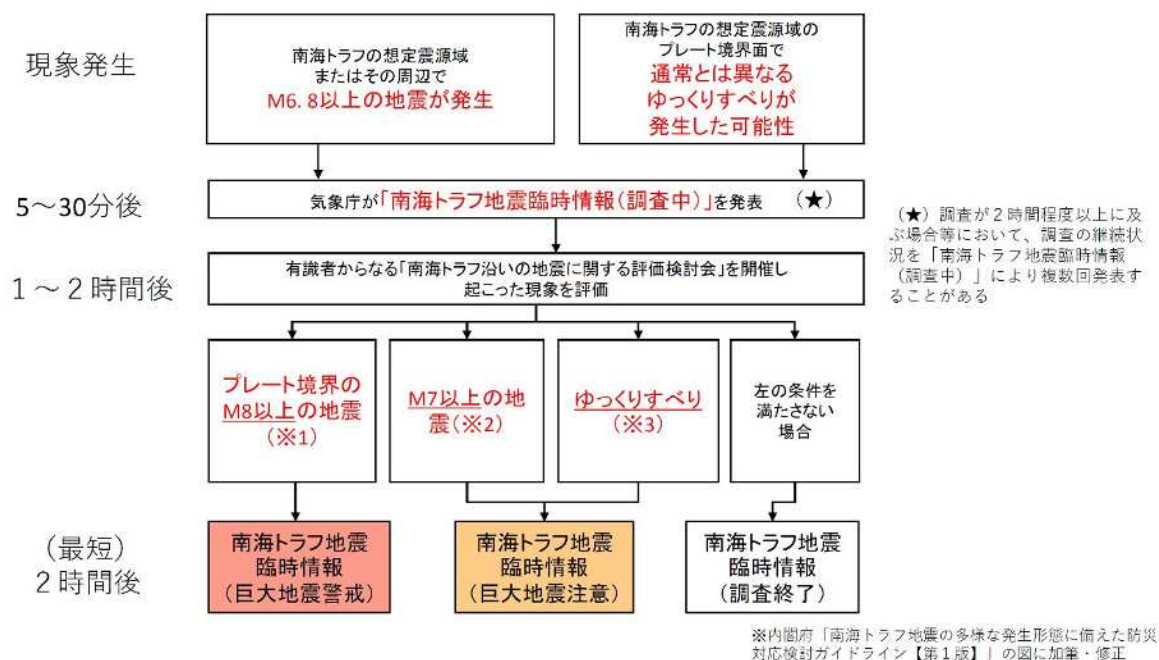 現象発生
南海トラフの想定震源域
またはその周辺で
M6. 8以上の地震が発生
南海トラフの想定震源域の
プレート境界面で
通常とは異なる
ゆっくりすべりが
発生した可能性
5～30分後
気象庁が「南海トラフ地震臨時情報(調査中)」を発表 (★)
(★)調査が2時間程度以上に及
ぶ場合等において、調査の継続状
況を「南海トラフ地震臨時情報
(調査中)」により複数回発表す
ることがある
1～2時間後
有識者からなる「南海トラフ沿いの地震に関する評価検討会」を開催し
起こった現象を評価
プレート境界の
M8以上の地震
(※1)
M7以上の地
震(※2)
ゆっくりすべり
(※3)
左の条件を
満たさない
場合
(最短)
2時間後
南海トラフ地震
臨時情報
(巨大地震警戒)
南海トラフ地震
臨時情報
(巨大地震注意)
南海トラフ地震
臨時情報
(調査終了)
※内閣府「南海トラフ地震の多様な発生形態に備えた防災
対応検討ガイドライン【第1版】」の図に加筆・修正